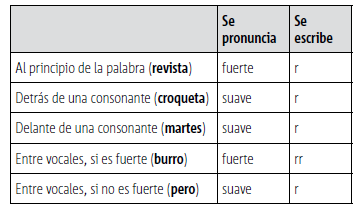 Se pronuncia Se escribe
Al principio de la palabra (revista) fuerte r
Detrás de una consonante (croqueta) suave r
Delante de una consonante (martes) suave r
Entre vocales, si es fuerte (burro) fuerte rr
Entre vocales, si no es fuerte (pero) suave r